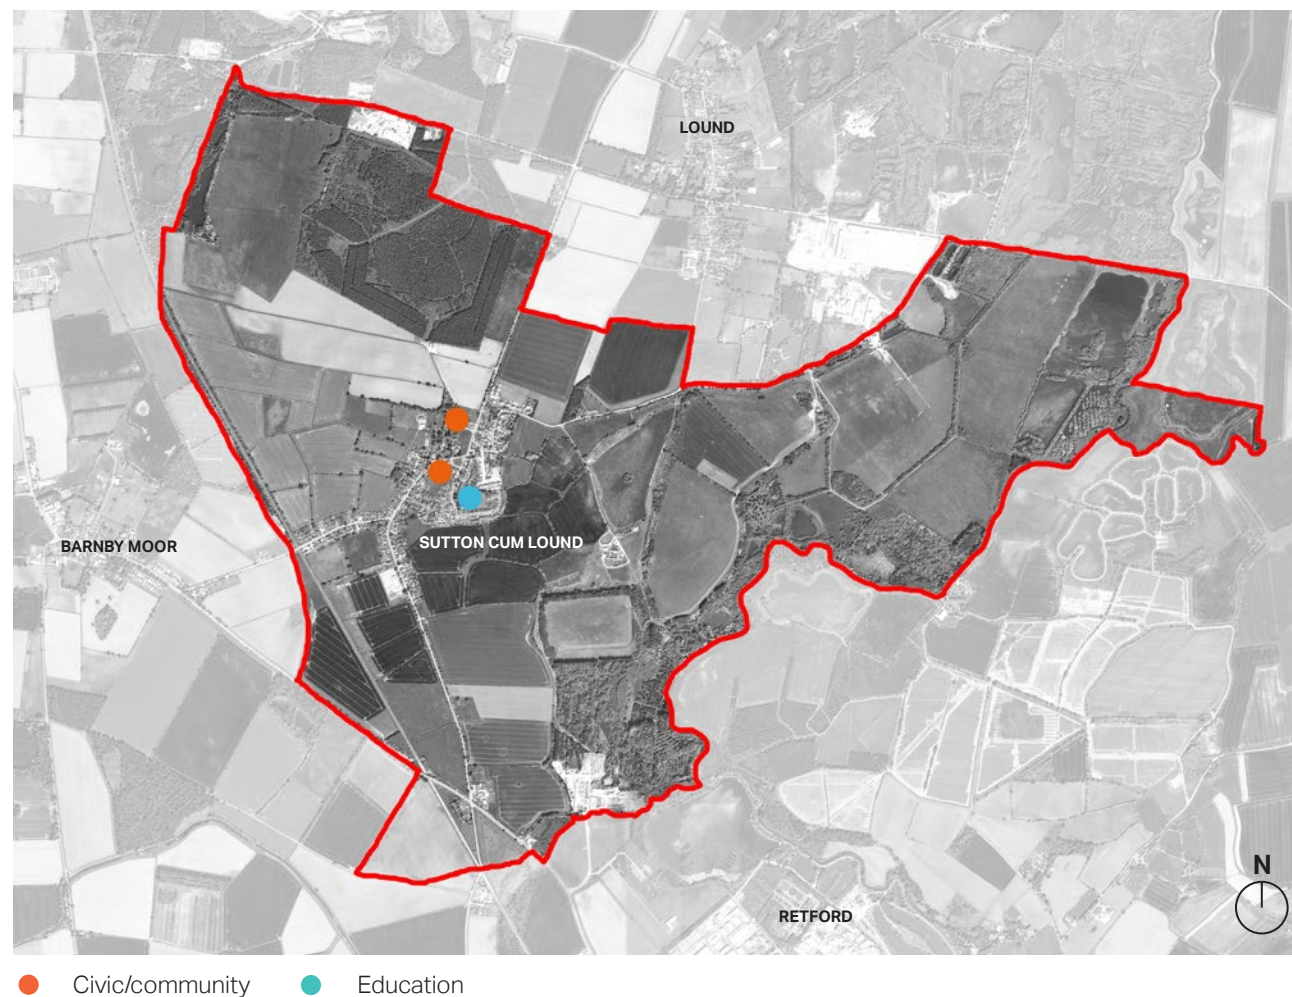 LOUND
BARNBY MOOR
SUTTON CUM LOUND
N
RETFORD
Civic/community
Education